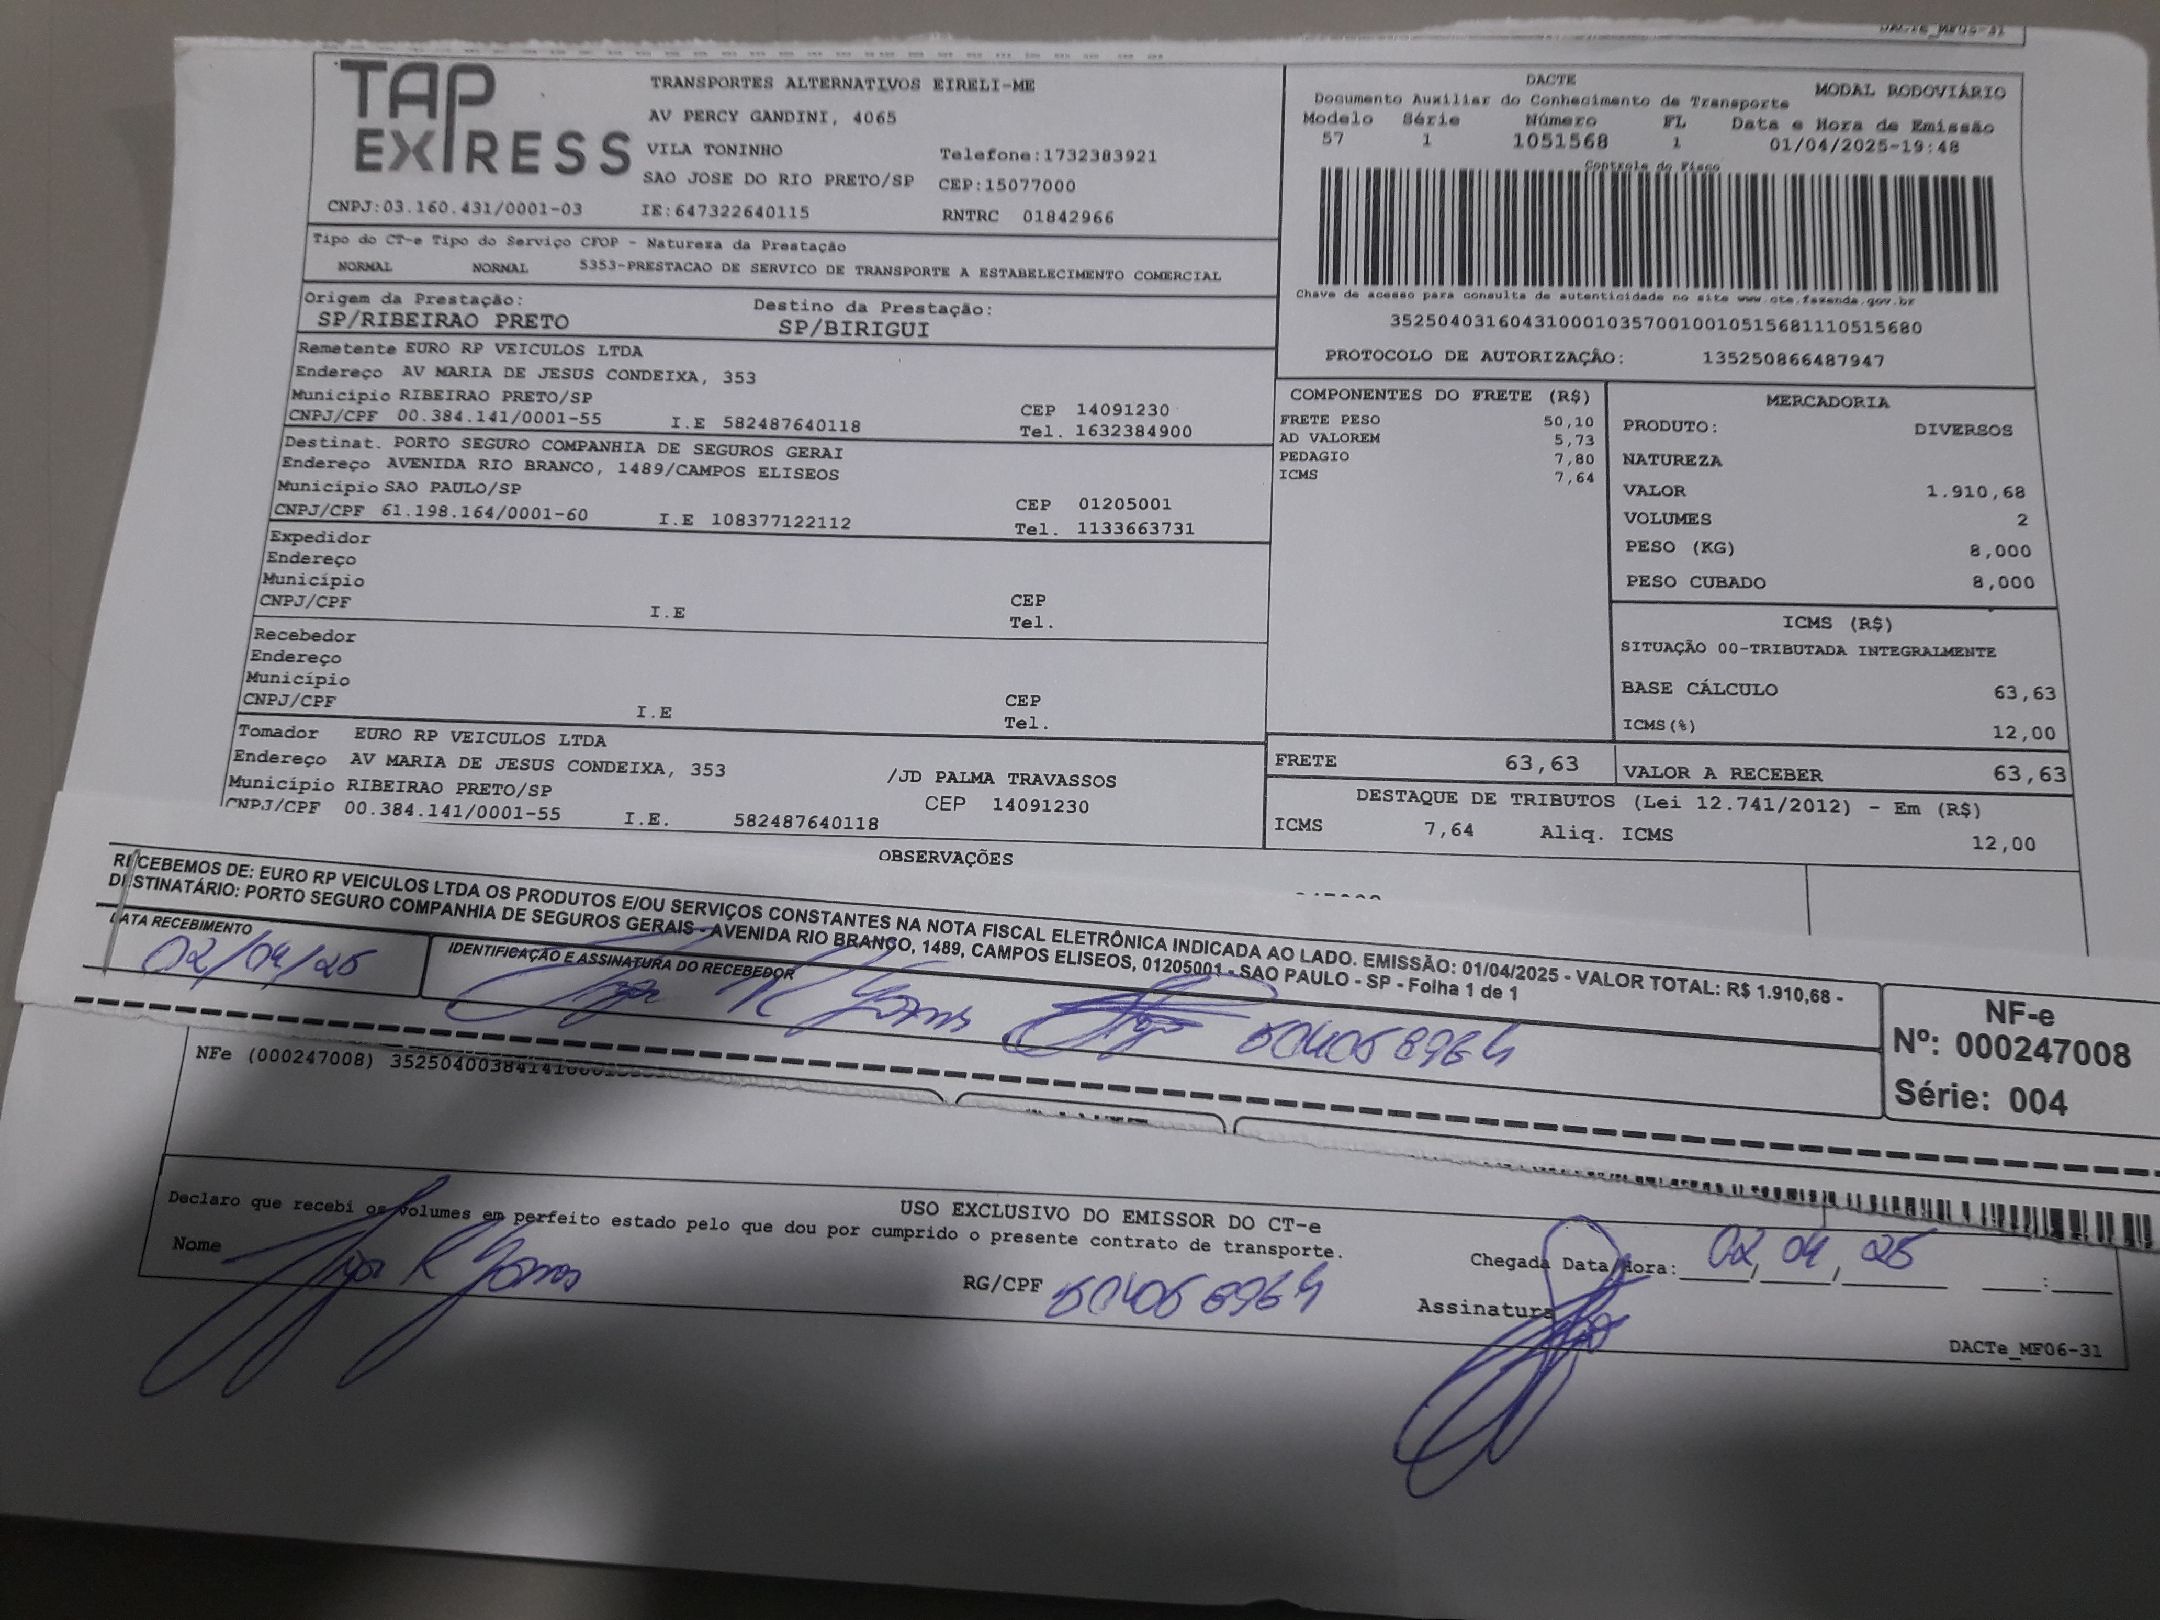 DACTe_MF06-31
TAP EXPRESS
TRANSPORTES ALTERNATIVOS EIRELI-ME
AV PERCY GANDINI, 4065
VILA TONINHO Telefone:1732383921
SAO JOSE DO RIO PRETO/SP CEP:15077000
CNPJ:03.160.431/0001-03 IE:647322640115 RNTRC 01842966
DACTE MODAL RODOVIÁRIO
Documento Auxiliar do Conhecimento de Transporte
Modelo Série Número FL Data e Hora de Emissão
57 1 1051568 1 01/04/2025-19:48
Controle do Fisco
Chave de acesso para consulta de autenticidade no site www.cte.fazenda.gov.br
35250403160431000103570010010515681110515680
PROTOCOLO DE AUTORIZAÇÃO: 135250866487947
Tipo do CT-e Tipo do Serviço CFOP - Natureza da Prestação
NORMAL NORMAL 5353-PRESTACAO DE SERVICO DE TRANSPORTE A ESTABELECIMENTO COMERCIAL
Origem da Prestação: Destino da Prestação:
SP/RIBEIRAO PRETO SP/BIRIGUI
Remetente EURO RP VEICULOS LTDA
Endereço AV MARIA DE JESUS CONDEIXA, 353
Município RIBEIRAO PRETO/SP CEP 14091230
CNPJ/CPF 00.384.141/0001-55 I.E 582487640118 Tel. 1632384900
Destinat. PORTO SEGURO COMPANHIA DE SEGUROS GERAI
Endereço AVENIDA RIO BRANCO, 1489/CAMPOS ELISEOS
Município SAO PAULO/SP CEP 01205001
CNPJ/CPF 61.198.164/0001-60 I.E 108377122112 Tel. 1133663731
Expedidor
Endereço
Município CEP
CNPJ/CPF I.E Tel.
Recebedor
Endereço
Município CEP
CNPJ/CPF I.E Tel.
Tomador EURO RP VEICULOS LTDA
Endereço AV MARIA DE JESUS CONDEIXA, 353 /JD PALMA TRAVASSOS
Município RIBEIRAO PRETO/SP CEP 14091230
CNPJ/CPF 00.384.141/0001-55 I.E. 582487640118
COMPONENTES DO FRETE (R$)
FRETE PESO 50,10
AD VALOREM 5,73
PEDAGIO 7,80
ICMS 7,64
MERCADORIA
PRODUTO: DIVERSOS
NATUREZA
VALOR 1.910,68
VOLUMES 2
PESO (KG) 8,000
PESO CUBADO 8,000
ICMS (R$)
SITUAÇÃO 00-TRIBUTADA INTEGRALMENTE
BASE CÁLCULO 63,63
ICMS(%) 12,00
FRETE 63,63 VALOR A RECEBER 63,63
DESTAQUE DE TRIBUTOS (Lei 12.741/2012) - Em (R$)
ICMS 7,64 Aliq. ICMS 12,00
OBSERVAÇÕES
RECEBEMOS DE: EURO RP VEICULOS LTDA OS PRODUTOS E/OU SERVIÇOS CONSTANTES NA NOTA FISCAL ELETRÔNICA INDICADA AO LADO. EMISSÃO: 01/04/2025 - VALOR TOTAL: R$ 1.910,68 -
DESTINATÁRIO: PORTO SEGURO COMPANHIA DE SEGUROS GERAIS - AVENIDA RIO BRANCO, 1489, CAMPOS ELISEOS, 01205001 - SAO PAULO - SP - Folha 1 de 1
DATA RECEBIMENTO IDENTIFICAÇÃO E ASSINATURA DO RECEBEDOR
02/04/25
NF-e
Nº: 000247008
Série: 004
NFe (000247008)
USO EXCLUSIVO DO EMISSOR DO CT-e
Declaro que recebi os volumes em perfeito estado pelo que dou por cumprido o presente contrato de transporte.
Nome RG/CPF
Chegada Data/Hora: 02, 04, 25 :
Assinatura
DACTe_MF06-31